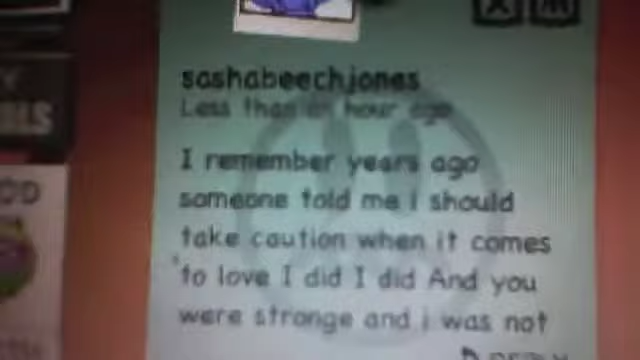 sashabeechjones
Less than an hour ago
I remember years ago
someone told me i should
take caution when it comes
to love I did I did And you
were strange and i was not